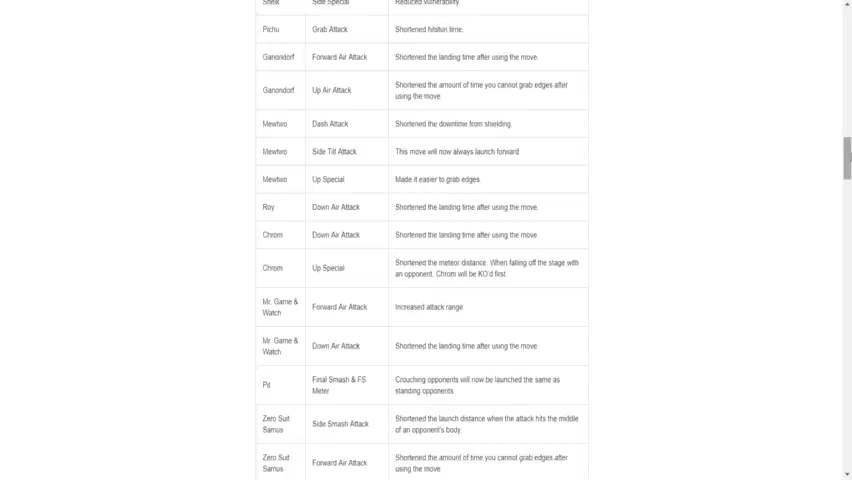 Sheik Side Special Reduced vulnerability.
Pichu Grab Attack Shortened hitstun time.
Ganondorf Forward Air Attack Shortened the landing time after using the move.
Ganondorf Up Air Attack Shortened the amount of time you cannot grab edges after
using the move.
Mewtwo Dash Attack Shortened the downtime from shielding.
Mewtwo Side Tilt Attack This move will now always launch forward.
Mewtwo Up Special Made it easier to grab edges.
Roy Down Air Attack Shortened the landing time after using the move.
Chrom Down Air Attack Shortened the landing time after using the move.
Chrom Up Special Shortened the meteor distance. When falling off the stage with
an opponent. Chrom will be KO'd first
Mr. Game &
Watch Forward Air Attack Increased attack range.
Mr. Game &
Watch Down Air Attack Shortened the landing time after using the move.
Pit Final Smash & FS
Meter Crouching opponents will now be launched the same as
standing opponents
Zero Suit
Samus Side Smash Attack Shortened the launch distance when the attack hits the middle
of an opponent's body.
Zero Suit
Samus Forward Air Attack Shortened the amount of time you cannot grab edges after
using the move